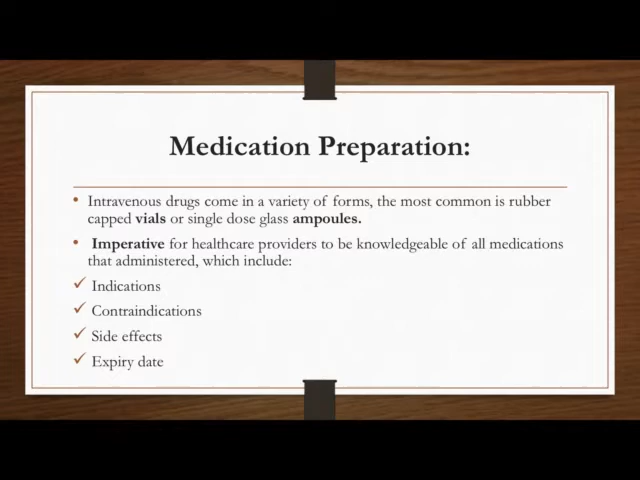 Medication Preparation:
• Intravenous drugs come in a variety of forms, the most common is rubber
capped vials or single dose glass ampoules.
• Imperative for healthcare providers to be knowledgeable of all medications
that administered, which include:
✓ Indications
✓ Contraindications
✓ Side effects
✓ Expiry date